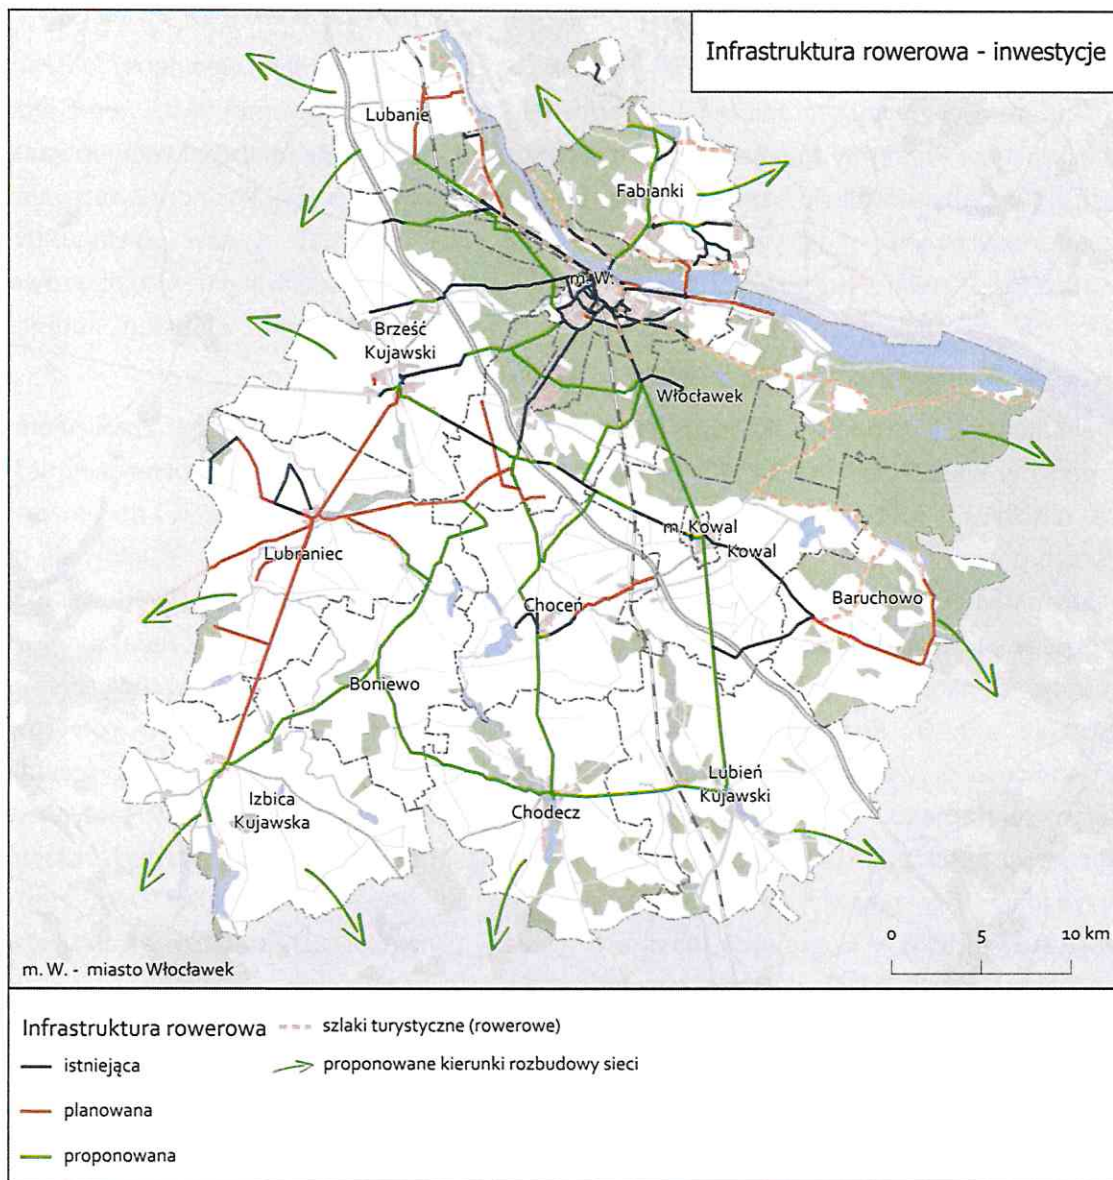 Infrastruktura rowerowa - inwestycje
Lubanie
Fabianki
m. W.
Brześć
Kujawski
Włocławek
m. Kowal
Kowal
Lubraniec
Baruchowo
Choceń
Boniewo
Lubień
Kujawski
Izbica
Kujawska
Chodecz
0 5 10 km
m. W. - miasto Włocławek
Infrastruktura rowerowa
szlaki turystyczne (rowerowe)
istniejąca
proponowane kierunki rozbudowy sieci
planowana
proponowana